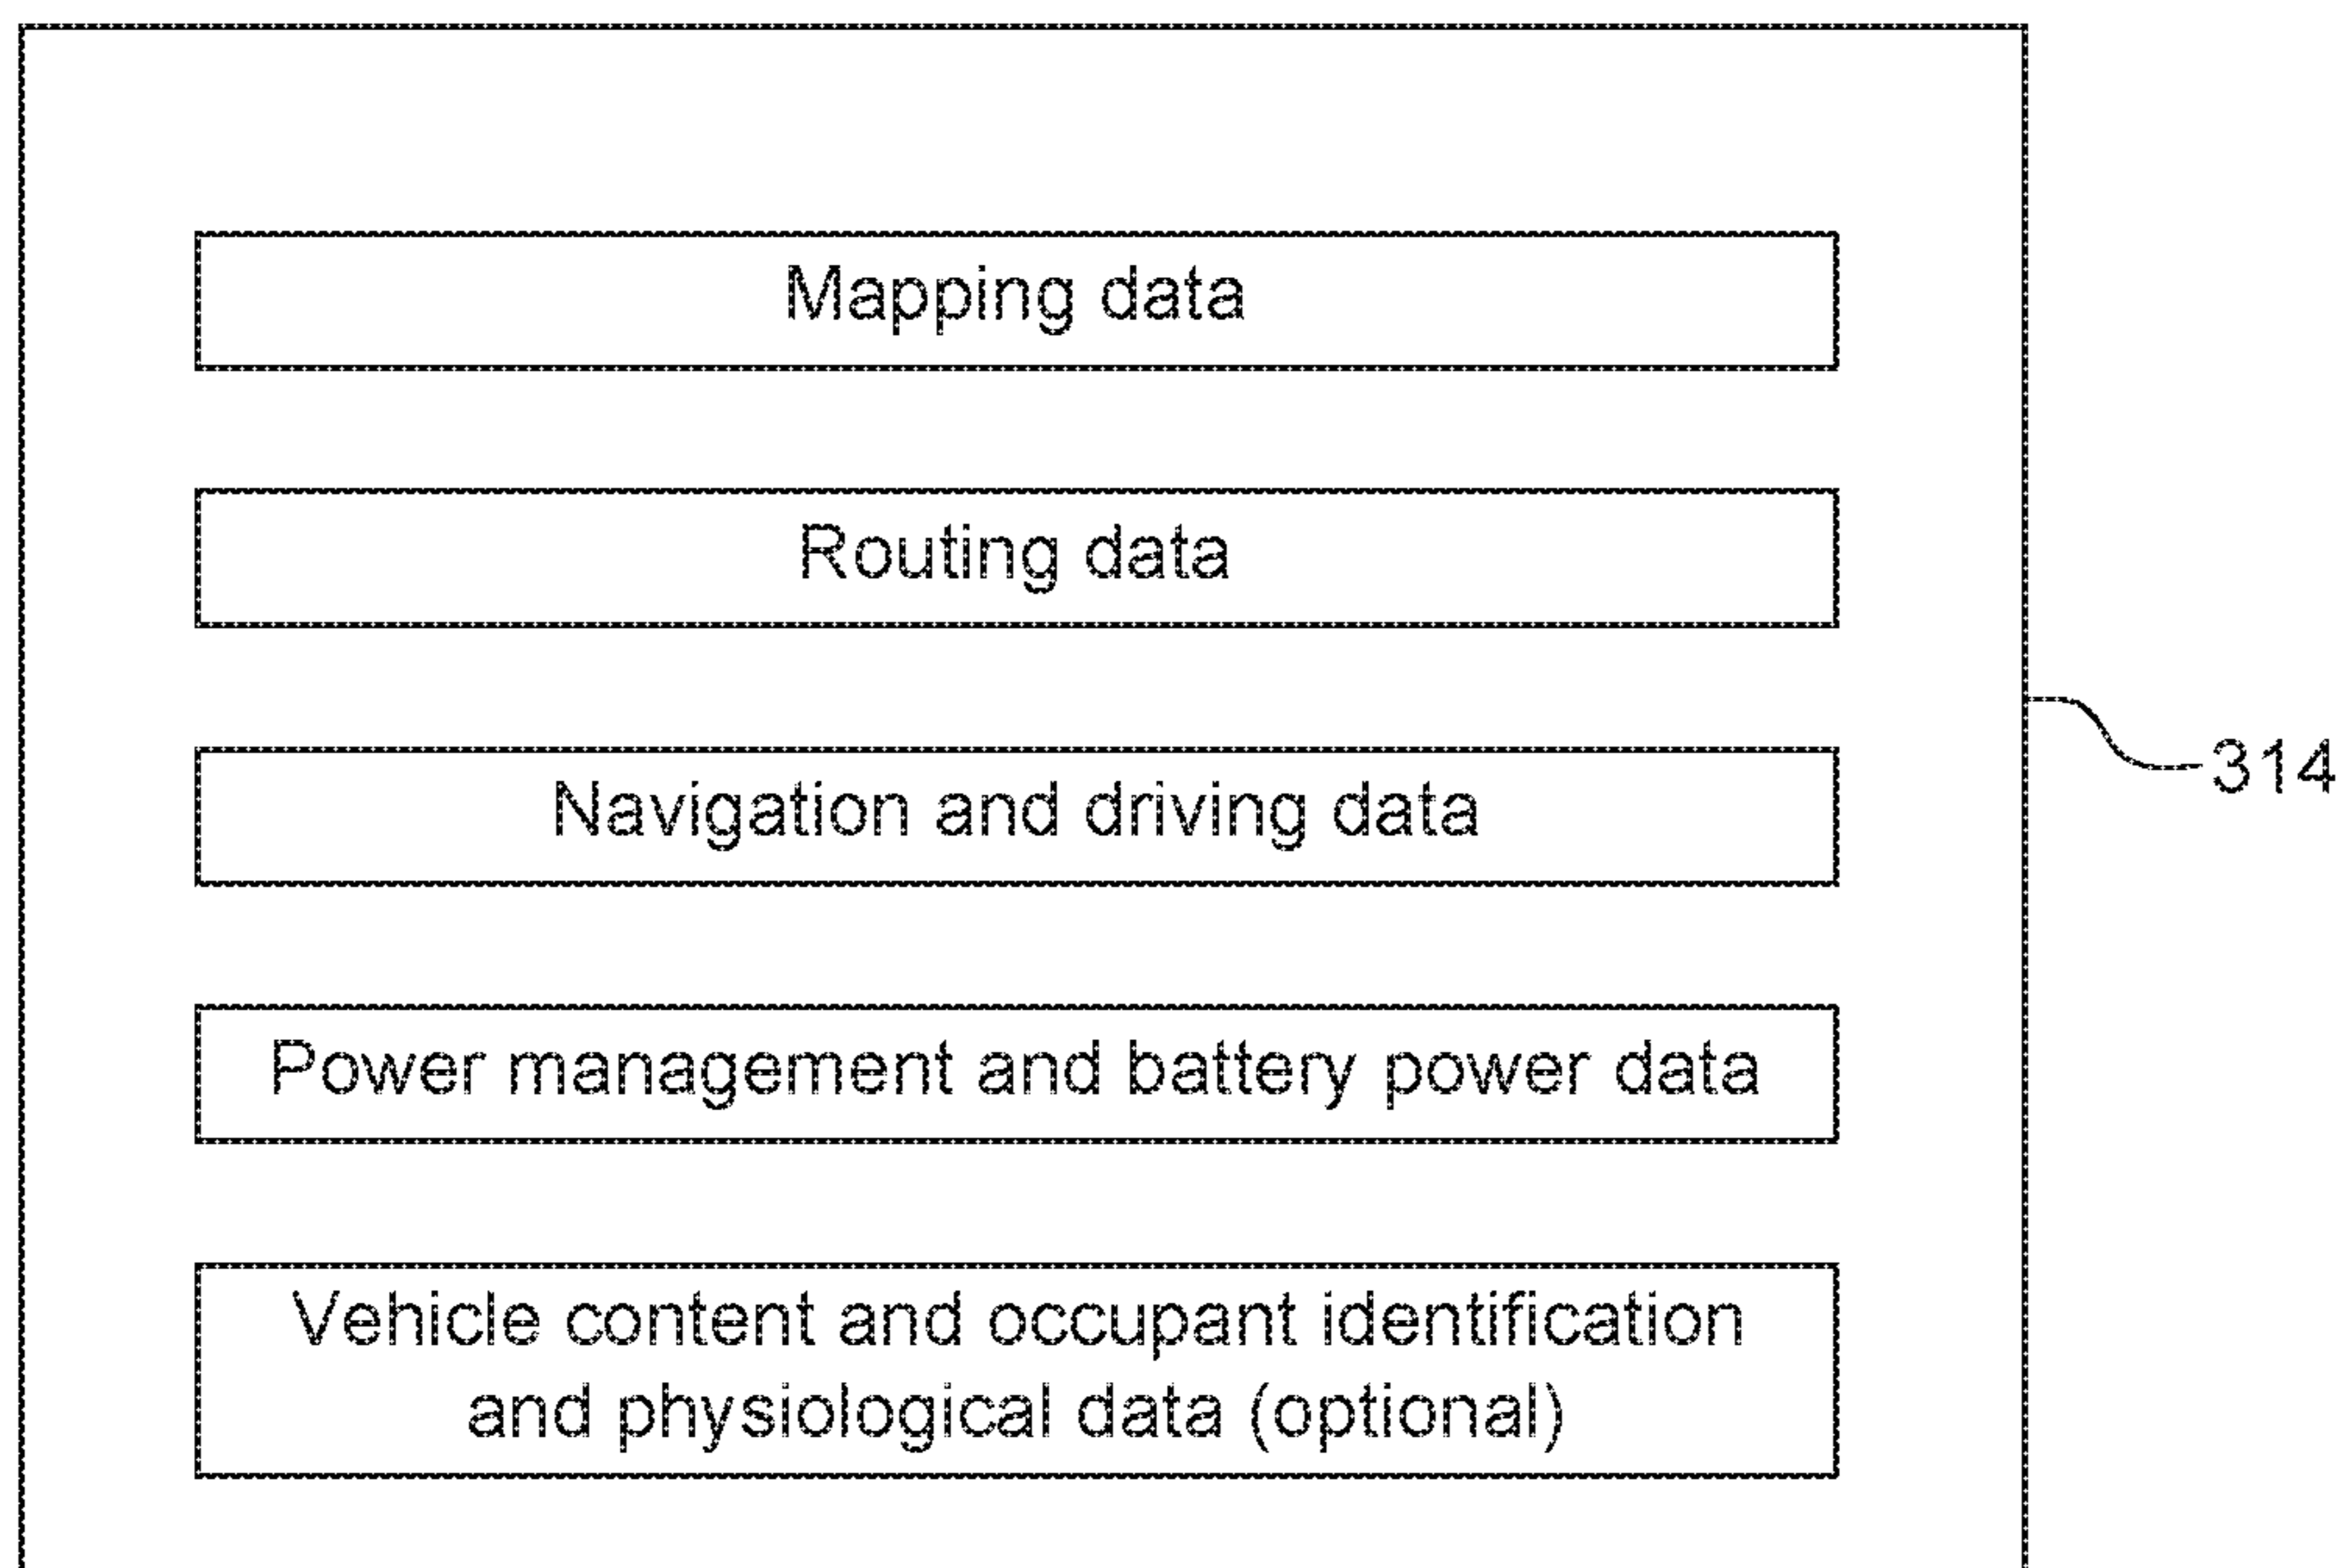 Mapping data
Routing data
Navigation and driving data
314
Power management and battery power data
Vehicle content and occupant identification
and physiological data (optional)